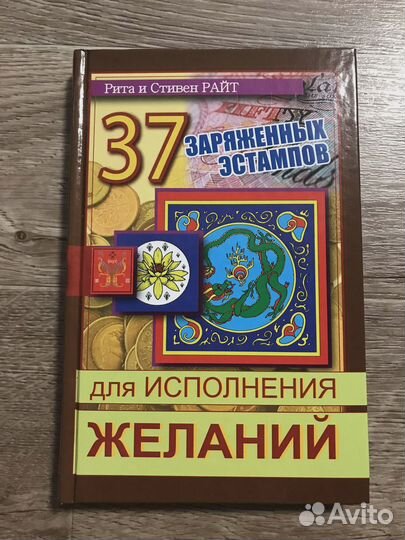 Рита и Стивен РАЙТ
37
ЗАРЯЖЕННЫХ
ЭСТАМПОВ
для ИСПОЛНЕНИЯ
ЖЕЛАНИЙ
Avito